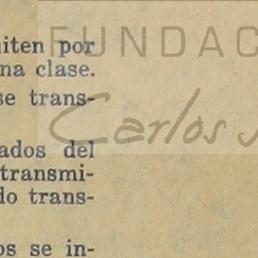 FUNDAC
Carlos
iten por
na clase.
se trans-
ados del
transmi-
do trans-
os se in-